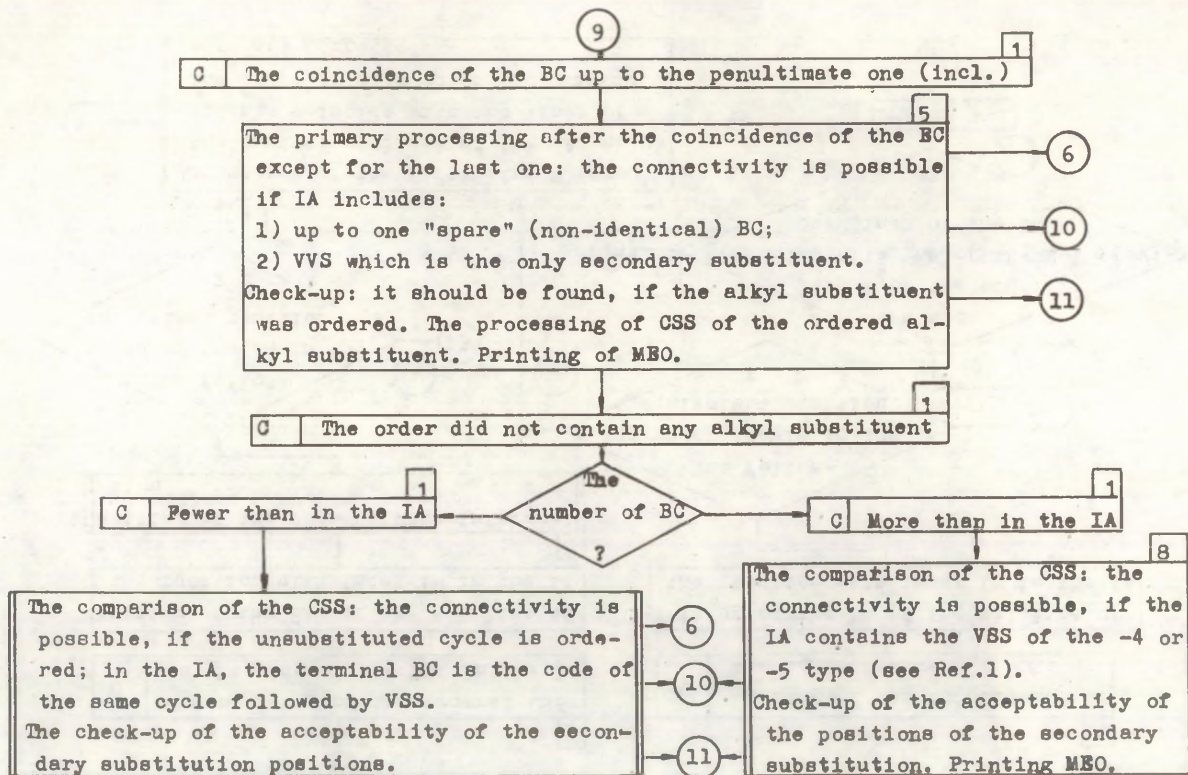 9
1
C The coincidence of the BC up to the penultimate one (incl.)
5
The primary processing after the coincidence of the BC
except for the last one: the connectivity is possible
if IA includes:
1) up to one "spare" (non-identical) BC;
2) VVS which is the only secondary substituent.
Check-up: it should be found, if the alkyl substituent
was ordered. The processing of CSS of the ordered al-
kyl substituent. Printing of MEO.
6
10
11
1
C The order did not contain any alkyl substituent
The
number of BC
?
1
C Fewer than in the IA
1
C More than in the IA
The comparison of the CSS: the connectivity is
possible, if the unsubstituted cycle is orde-
red; in the IA, the terminal BC is the code of
the same cycle followed by VSS.
The check-up of the acceptability of the secon-
dary substitution positions.
6
10
11
8
The comparison of the CSS: the
connectivity is possible, if the
IA contains the VSS of the -4 or
-5 type (see Ref.1).
Check-up of the acceptability of
the positions of the secondary
substitution. Printing MEO.